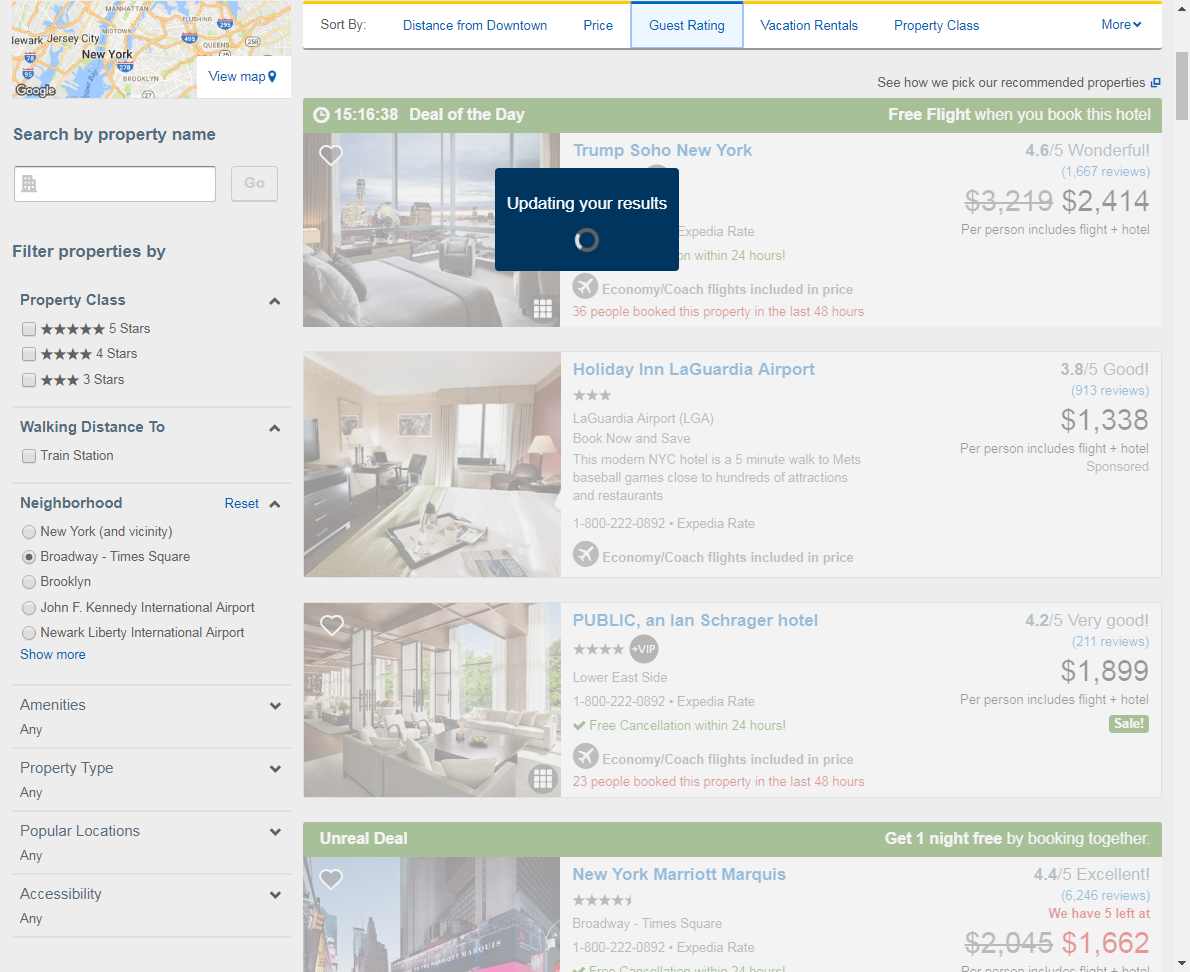 MANHATTAN
FLUSHING
lewark
Jersey City
MIDTOWN
295
495
QUEENS
258
New York
78
278
95
BROOKLYN
27
Google
View map
Search by property name
Go
Filter properties by
Property Class
5 Stars
4 Stars
3 Stars
Walking Distance To
Train Station
Neighborhood
Reset
New York (and vicinity)
Broadway - Times Square
Brooklyn
John F. Kennedy International Airport
Newark Liberty International Airport
Show more
Amenities
Any
Property Type
Any
Popular Locations
Any
Accessibility
Any
Sort By:
Distance from Downtown
Price
Guest Rating
Vacation Rentals
Property Class
More
See how we pick our recommended properties
15:16:38 Deal of the Day
Free Flight when you book this hotel
Trump Soho New York
4.6/5 Wonderful!
(1,667 reviews)
Updating your results
$3,219 $2,414
Expedia Rate
Per person includes flight + hotel
within 24 hours!
Economy/Coach flights included in price
36 people booked this property in the last 48 hours
Holiday Inn LaGuardia Airport
3.8/5 Good!
(913 reviews)
LaGuardia Airport (LGA)
$1,338
Book Now and Save
Per person includes flight + hotel
This modern NYC hotel is a 5 minute walk to Mets
Sponsored
baseball games close to hundreds of attractions
and restaurants
1-800-222-0892 • Expedia Rate
Economy/Coach flights included in price
PUBLIC, an Ian Schrager hotel
4.2/5 Very good!
(211 reviews)
+VIP
Lower East Side
$1,899
1-800-222-0892 • Expedia Rate
Per person includes flight + hotel
Free Cancellation within 24 hours!
Sale!
Economy/Coach flights included in price
23 people booked this property in the last 48 hours
Unreal Deal
Get 1 night free by booking together.
New York Marriott Marquis
4.4/5 Excellent!
(6,246 reviews)
We have 5 left at
Broadway - Times Square
$2,045 $1,662
1-800-222-0892 • Expedia Rate
Free Cancellation within 24 hours!
Per person includes flight + hotel
MARRIOTT MARQUIS